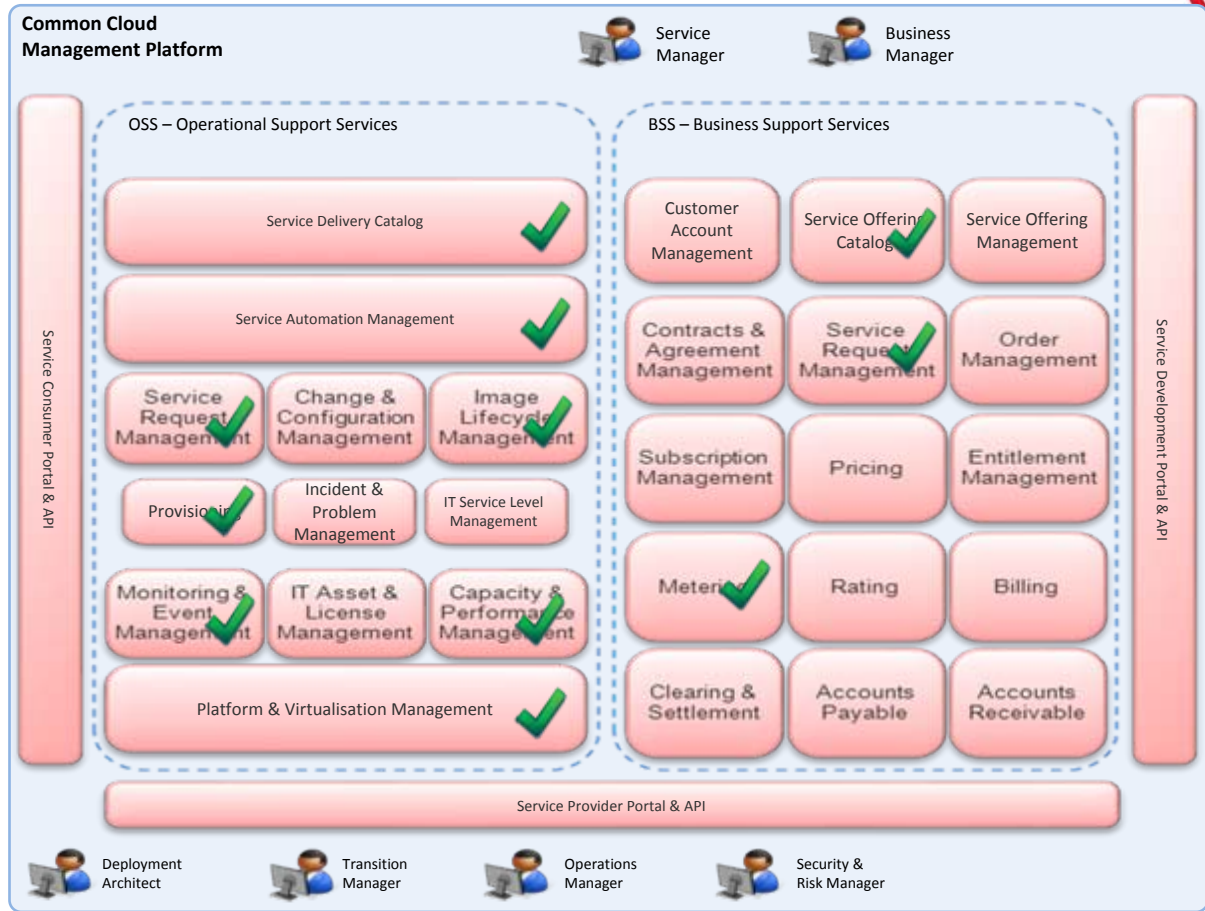 Common Cloud
Management Platform
Service
Manager
Business
Manager
Service Consumer Portal & API
OSS – Operational Support Services
Service Delivery Catalog
Service Automation Management
Service
Request
Management
Change &
Configuration
Management
Image
Lifecycle
Management
Provisioning
Incident &
Problem
Management
IT Service Level
Management
Monitoring &
Event
Management
IT Asset &
License
Management
Capacity &
Performance
Management
Platform & Virtualisation Management
BSS – Business Support Services
Customer
Account
Management
Service Offering
Catalog
Service Offering
Management
Contracts &
Agreement
Management
Service
Request
Management
Order
Management
Subscription
Management
Pricing
Entitlement
Management
Metering
Rating
Billing
Clearing &
Settlement
Accounts
Payable
Accounts
Receivable
Service Development Portal & API
Service Provider Portal & API
Deployment
Architect
Transition
Manager
Operations
Manager
Security &
Risk Manager